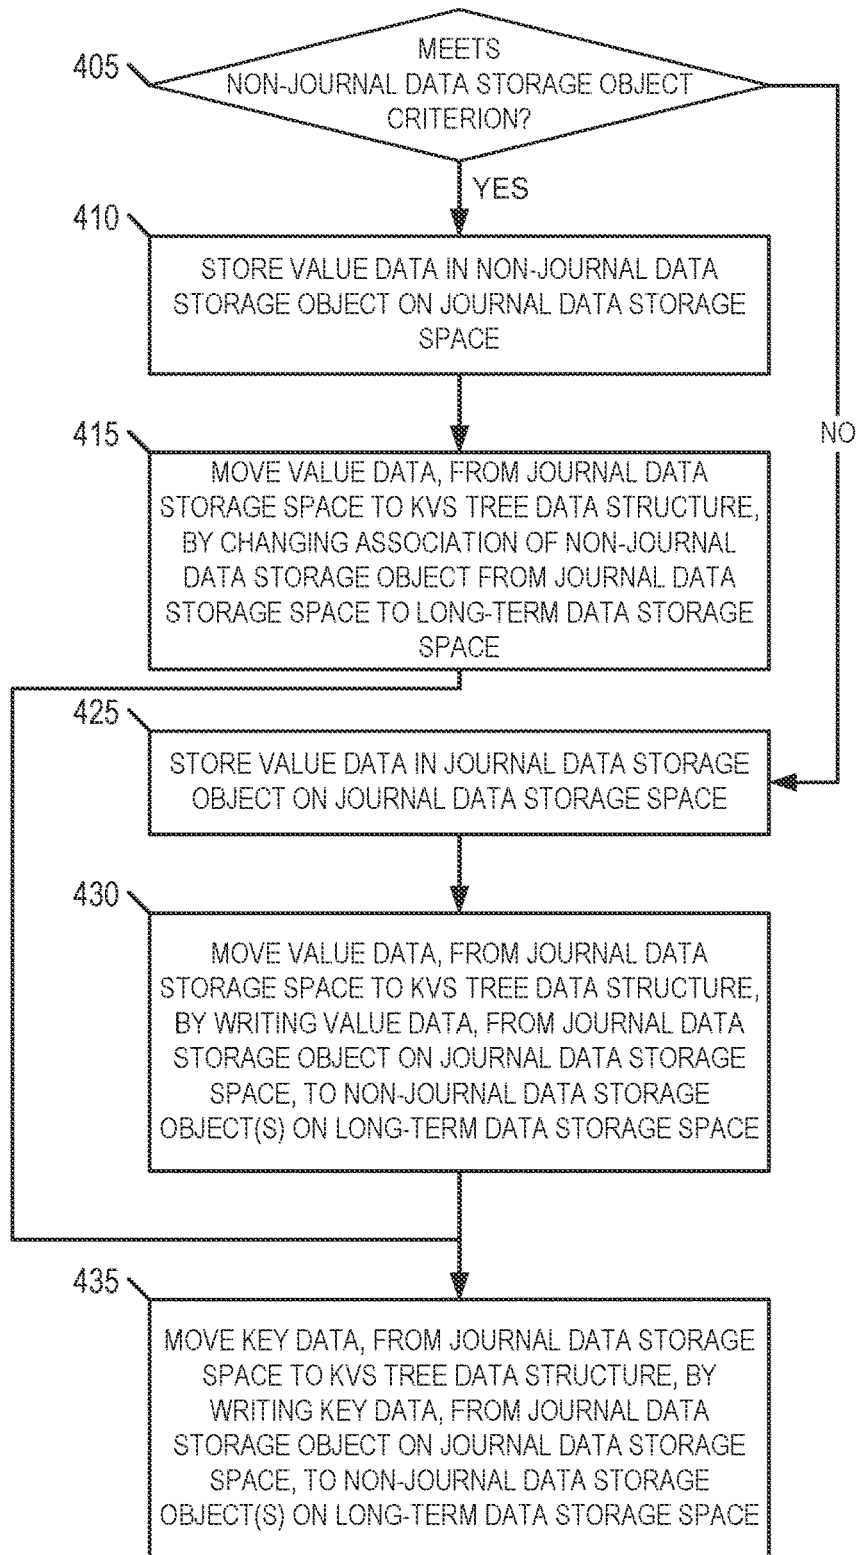 405
MEETS
NON-JOURNAL DATA STORAGE OBJECT
CRITERION?
YES
NO
410
STORE VALUE DATA IN NON-JOURNAL DATA
STORAGE OBJECT ON JOURNAL DATA STORAGE
SPACE
415
MOVE VALUE DATA, FROM JOURNAL DATA
STORAGE SPACE TO KVS TREE DATA STRUCTURE,
BY CHANGING ASSOCIATION OF NON-JOURNAL
DATA STORAGE OBJECT FROM JOURNAL DATA
STORAGE SPACE TO LONG-TERM DATA STORAGE
SPACE
425
STORE VALUE DATA IN JOURNAL DATA STORAGE
OBJECT ON JOURNAL DATA STORAGE SPACE
430
MOVE VALUE DATA, FROM JOURNAL DATA
STORAGE SPACE TO KVS TREE DATA STRUCTURE,
BY WRITING VALUE DATA, FROM JOURNAL DATA
STORAGE OBJECT ON JOURNAL DATA STORAGE
SPACE, TO NON-JOURNAL DATA STORAGE
OBJECT(S) ON LONG-TERM DATA STORAGE SPACE
435
MOVE KEY DATA, FROM JOURNAL DATA STORAGE
SPACE TO KVS TREE DATA STRUCTURE, BY
WRITING KEY DATA, FROM JOURNAL DATA
STORAGE OBJECT ON JOURNAL DATA STORAGE
SPACE, TO NON-JOURNAL DATA STORAGE
OBJECT(S) ON LONG-TERM DATA STORAGE SPACE